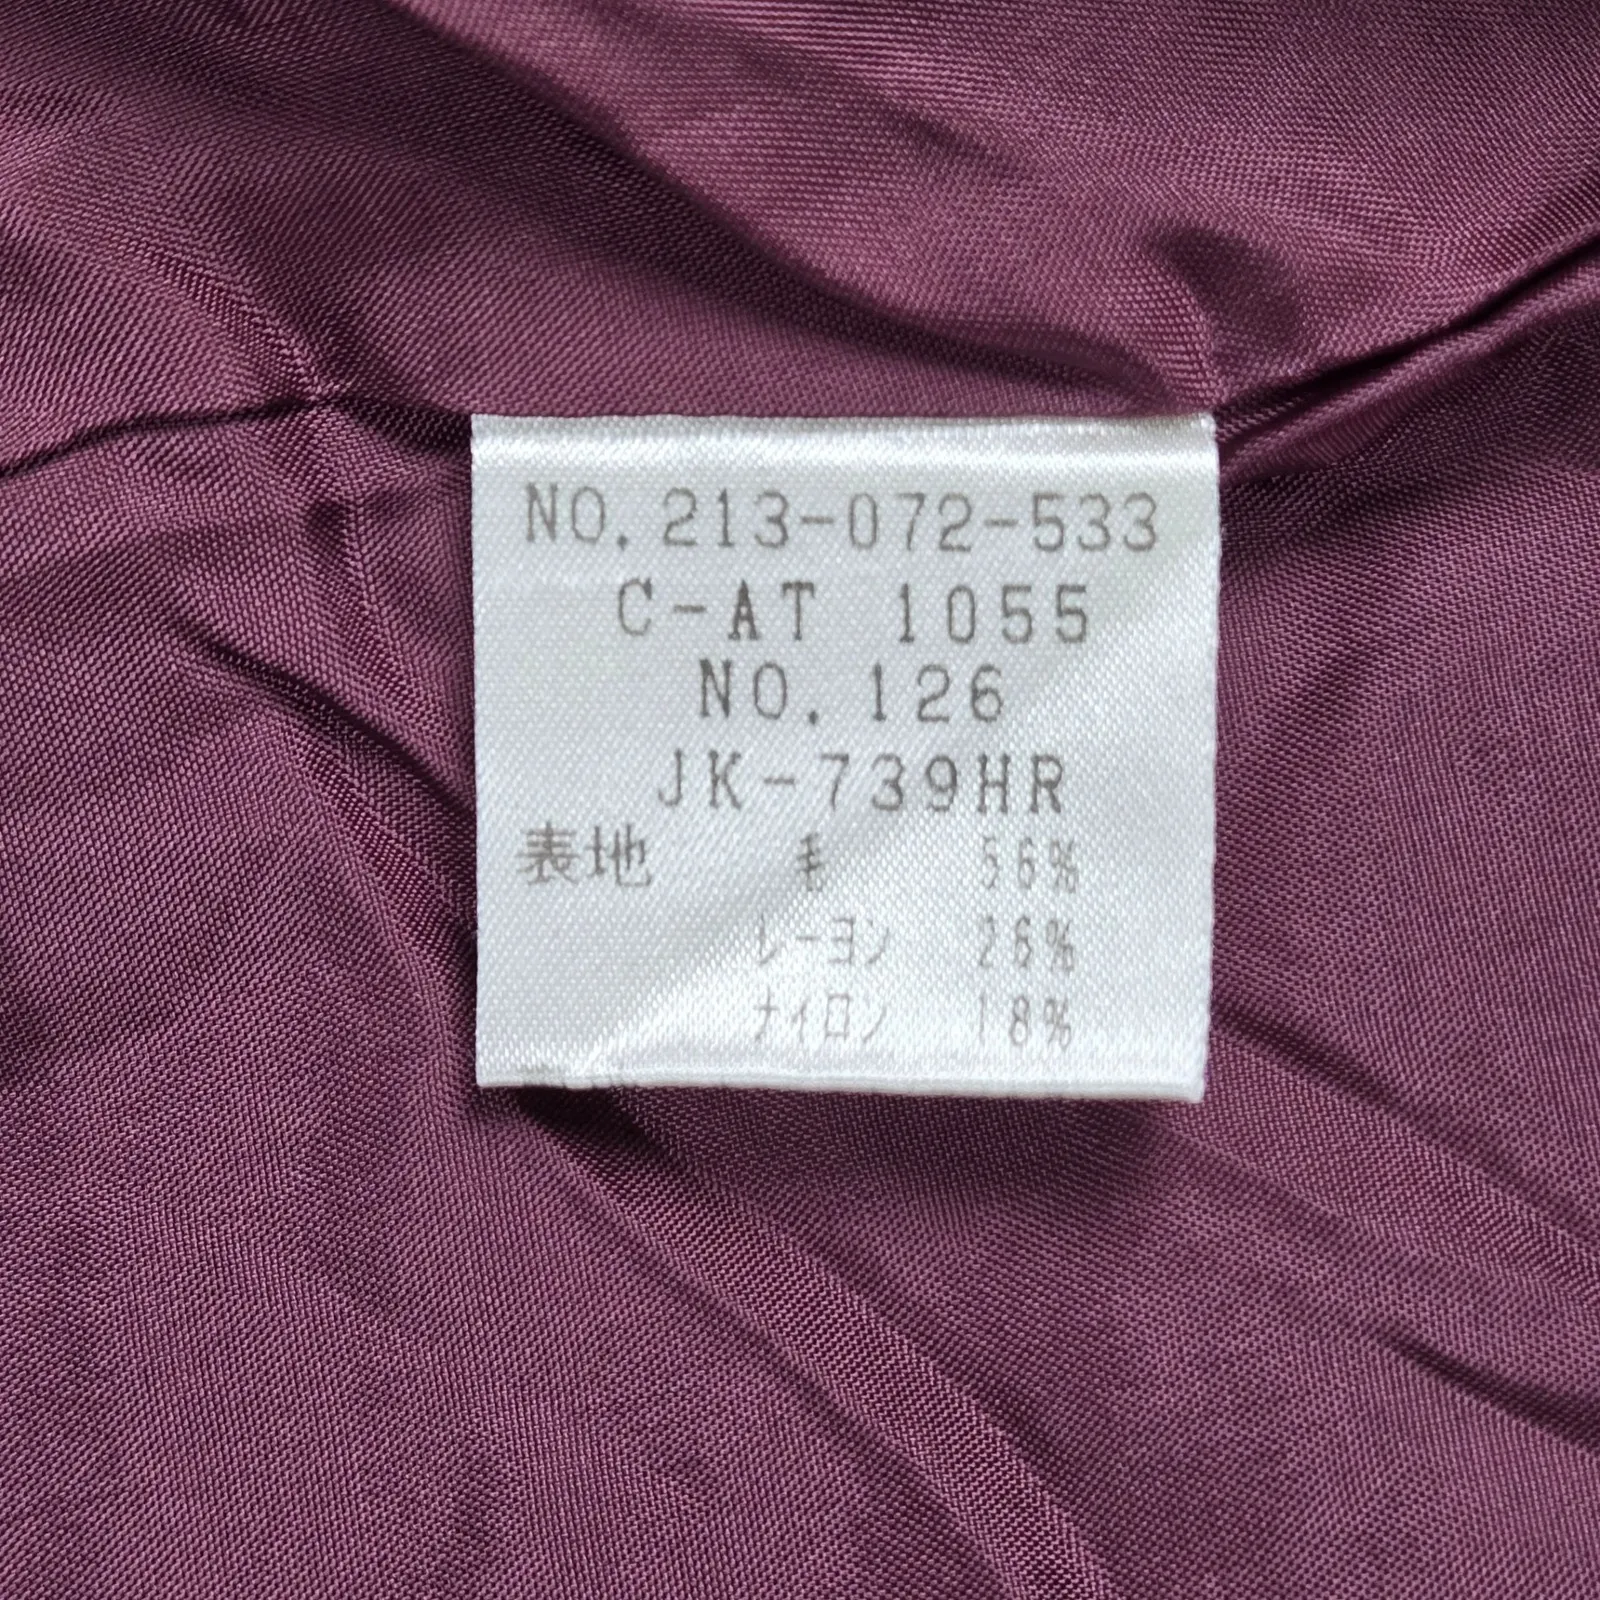 NO. 213-072-533
C-AT 1055
NO. 126
JK-739HR
表地 毛 56%
レーヨン 26%
ナイロン 18%